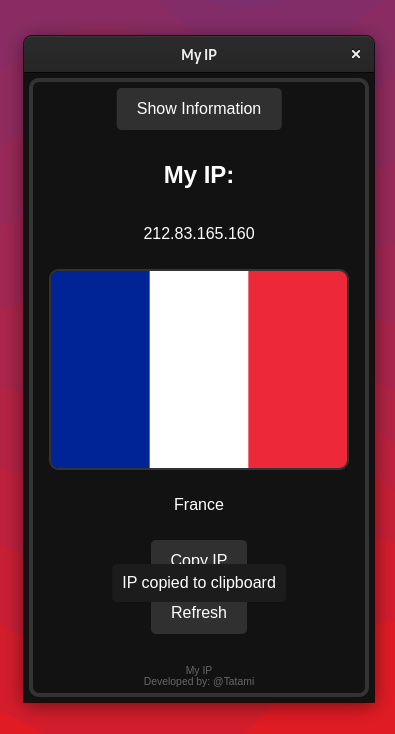 My IP
Show Information
My IP:
212.83.165.160
France
Copy IP
IP copied to clipboard
Refresh
My IP
Developed by: @Tatami